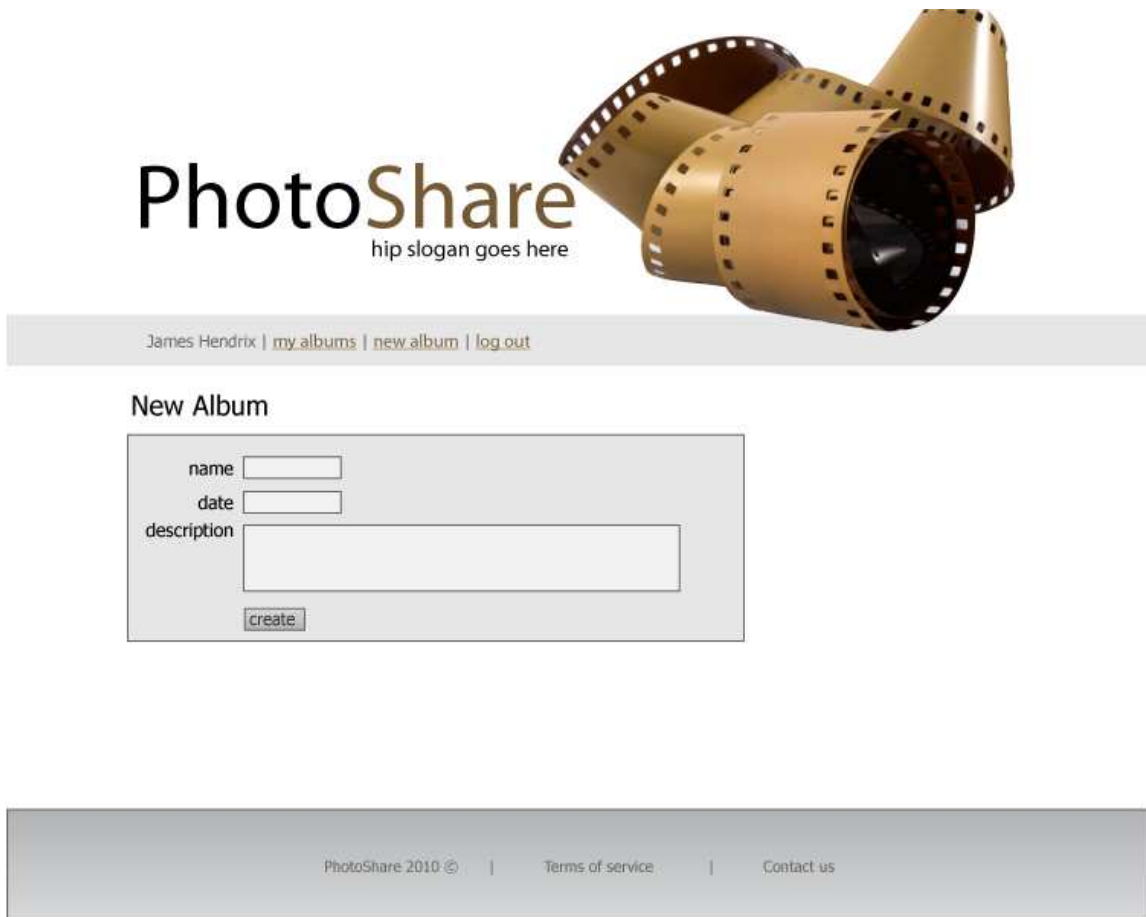 PhotoShare
hip slogan goes here
James Hendrix | my albums | new album | log out
New Album
name
date
description
create
PhotoShare 2010 © | Terms of service | Contact us